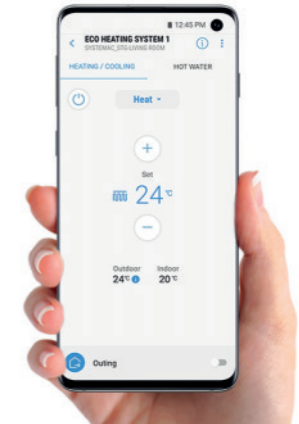 12:45 PM
ECO HEATING SYSTEM 1
SYSTEMAC_STG-LIVING ROOM
HEATING / COOLING HOT WATER
Heat
+
Set
24°C
−
Outdoor Indoor
24°C 20°C
Outing